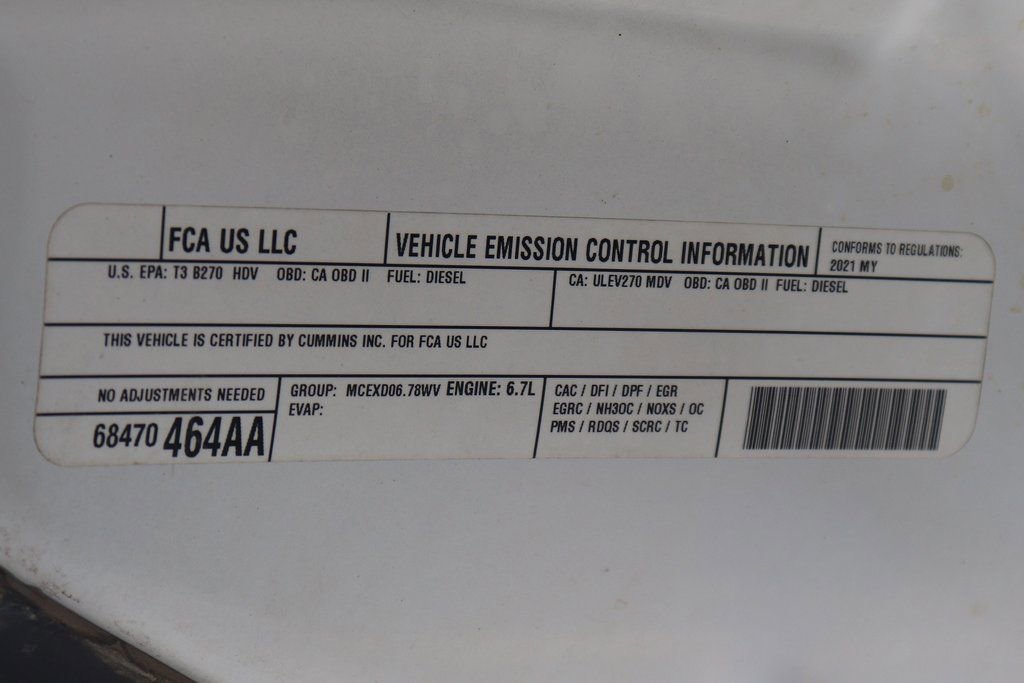 FCA US LLC
VEHICLE EMISSION CONTROL INFORMATION
CONFORMS TO REGULATIONS:
2021 MY
U.S. EPA: T3 B270 HDV OBD: CA OBD II FUEL: DIESEL
CA: ULEV270 MDV OBD: CA OBD II FUEL: DIESEL
THIS VEHICLE IS CERTIFIED BY CUMMINS INC. FOR FCA US LLC
NO ADJUSTMENTS NEEDED
68470 464AA
GROUP: MCEXD06.78WV ENGINE: 6.7L
EVAP:
CAC / DFI / DPF / EGR
EGRC / NH3OC / NOXS / OC
PMS / RDQS / SCRC / TC